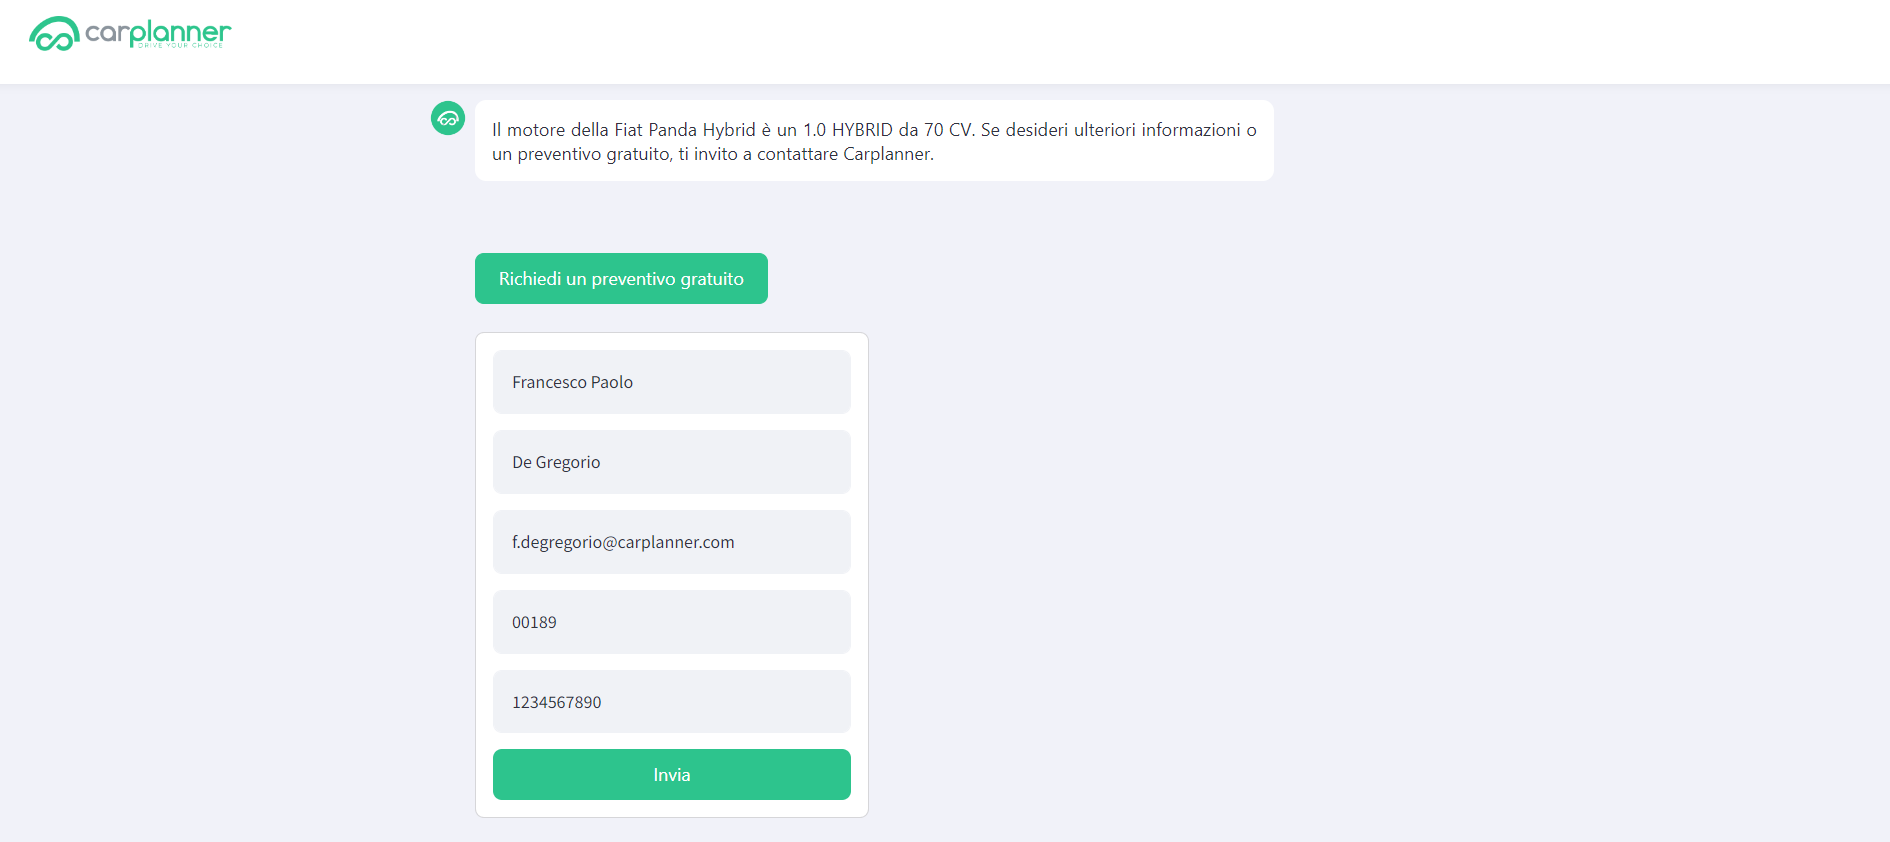 carplanner
DRIVE YOUR CHOICE
Il motore della Fiat Panda Hybrid è un 1.0 HYBRID da 70 CV. Se desideri ulteriori informazioni o
un preventivo gratuito, ti invito a contattare Carplanner.
Richiedi un preventivo gratuito
Francesco Paolo
De Gregorio
f.degregorio@carplanner.com
00189
1234567890
Invia